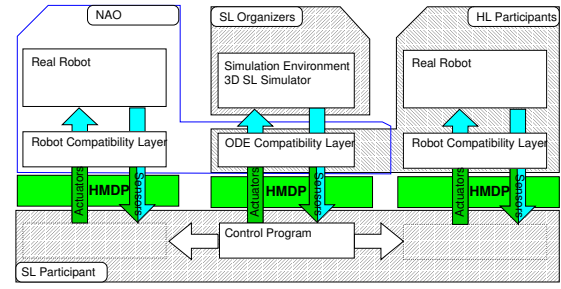 NAO
SL Organizers
HL Participants
Real Robot
Simulation Environment
3D SL Simulator
Real Robot
Robot Compatibility Layer
ODE Compatibility Layer
Robot Compatibility Layer
Actuators
HMDP
Sensors
Actuators
HMDP
Sensors
Actuators
HMDP
Sensors
Control Program
SL Participant